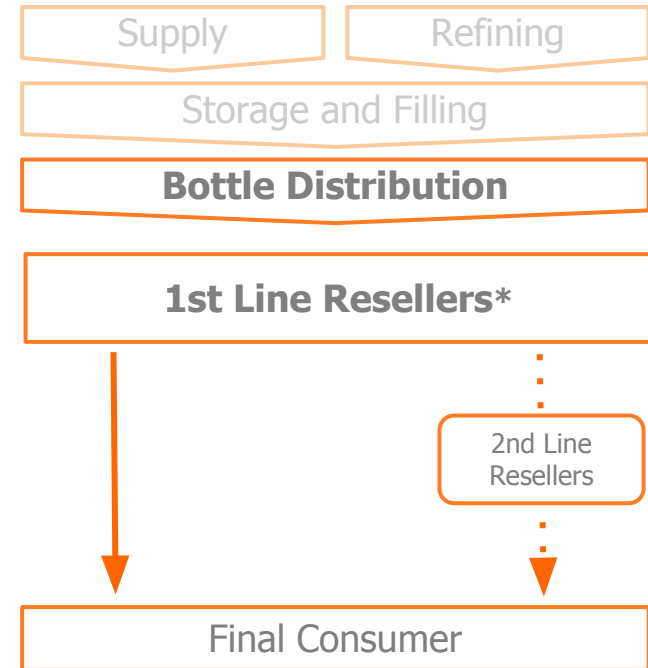 Supply
Refining
Storage and Filling
Bottle Distribution
1st Line Resellers*
2nd Line
Resellers
Final Consumer